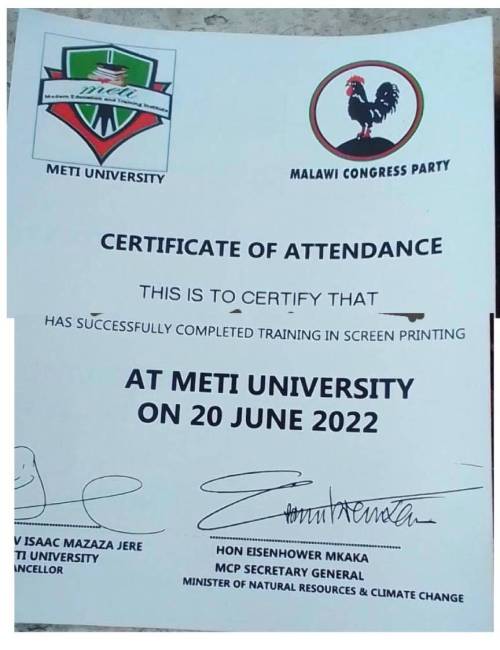 meti
Modern Education and Training Institute
METI UNIVERSITY
MALAWI CONGRESS PARTY
CERTIFICATE OF ATTENDANCE
THIS IS TO CERTIFY THAT
HAS SUCCESSFULLY COMPLETED TRAINING IN SCREEN PRINTING
AT METI UNIVERSITY
ON 20 JUNE 2022
V ISAAC MAZAZA JERE
TI UNIVERSITY
ANCELLOR
HON EISENHOWER MKAKA
MCP SECRETARY GENERAL
MINISTER OF NATURAL RESOURCES & CLIMATE CHANGE